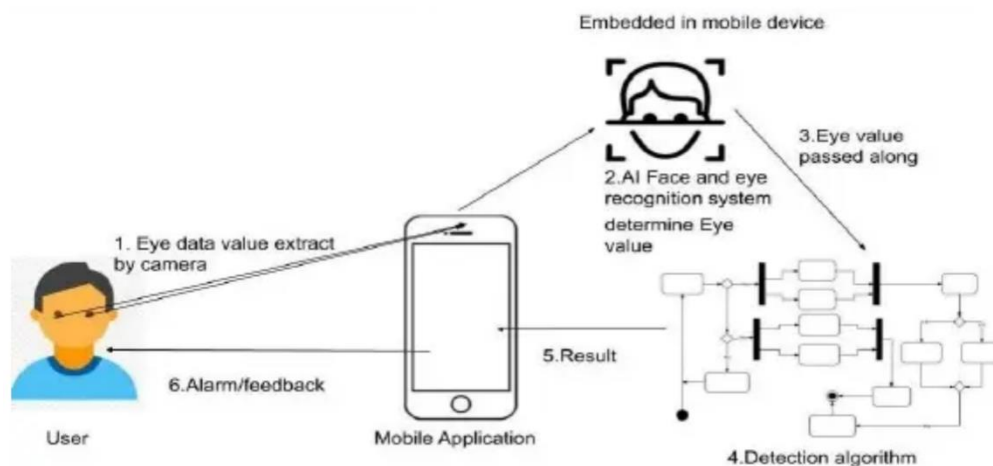 Embedded in mobile device
3.Eye value
passed along
2.AI Face and eye
recognition system
determine Eye
value
1. Eye data value extract
by camera
5.Result
6.Alarm/feedback
User
Mobile Application
4.Detection algorithm